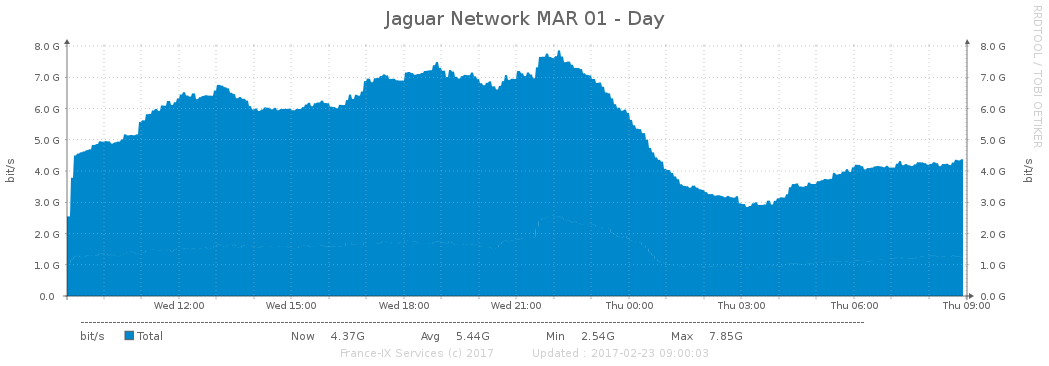 Jaguar Network MAR 01 - Day
RRDTOOL / TOBI OETIKER
bit/s
bit/s
8.0 G 8.0 G
7.0 G 7.0 G
6.0 G 6.0 G
5.0 G 5.0 G
4.0 G 4.0 G
3.0 G 3.0 G
2.0 G 2.0 G
1.0 G 1.0 G
0.0 0.0 G
Wed 12:00 Wed 15:00 Wed 18:00 Wed 21:00 Thu 00:00 Thu 03:00 Thu 06:00 Thu 09:00
bit/s Total Now 4.37G Avg 5.44G Min 2.54G Max 7.85G
France-IX Services (c) 2017 Updated : 2017-02-23 09:00:03